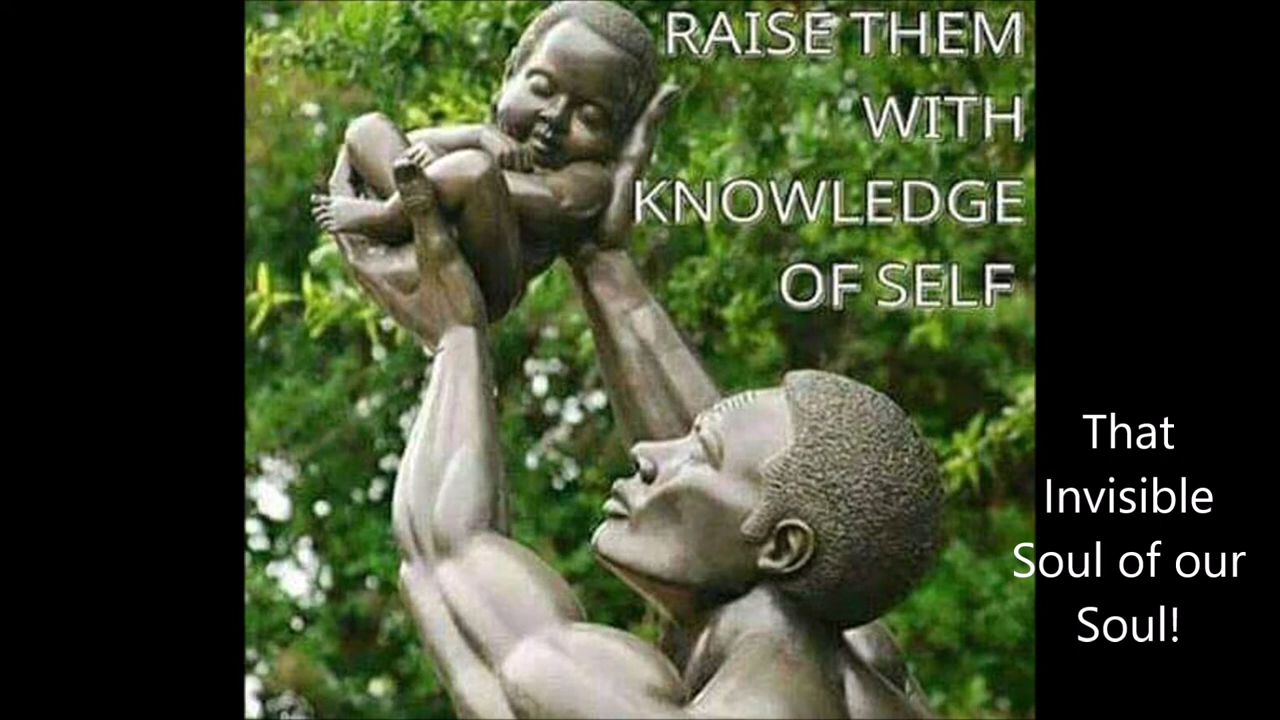 RAISE THEM
WITH
KNOWLEDGE
OF SELF
That
Invisible
Soul of our
Soul!